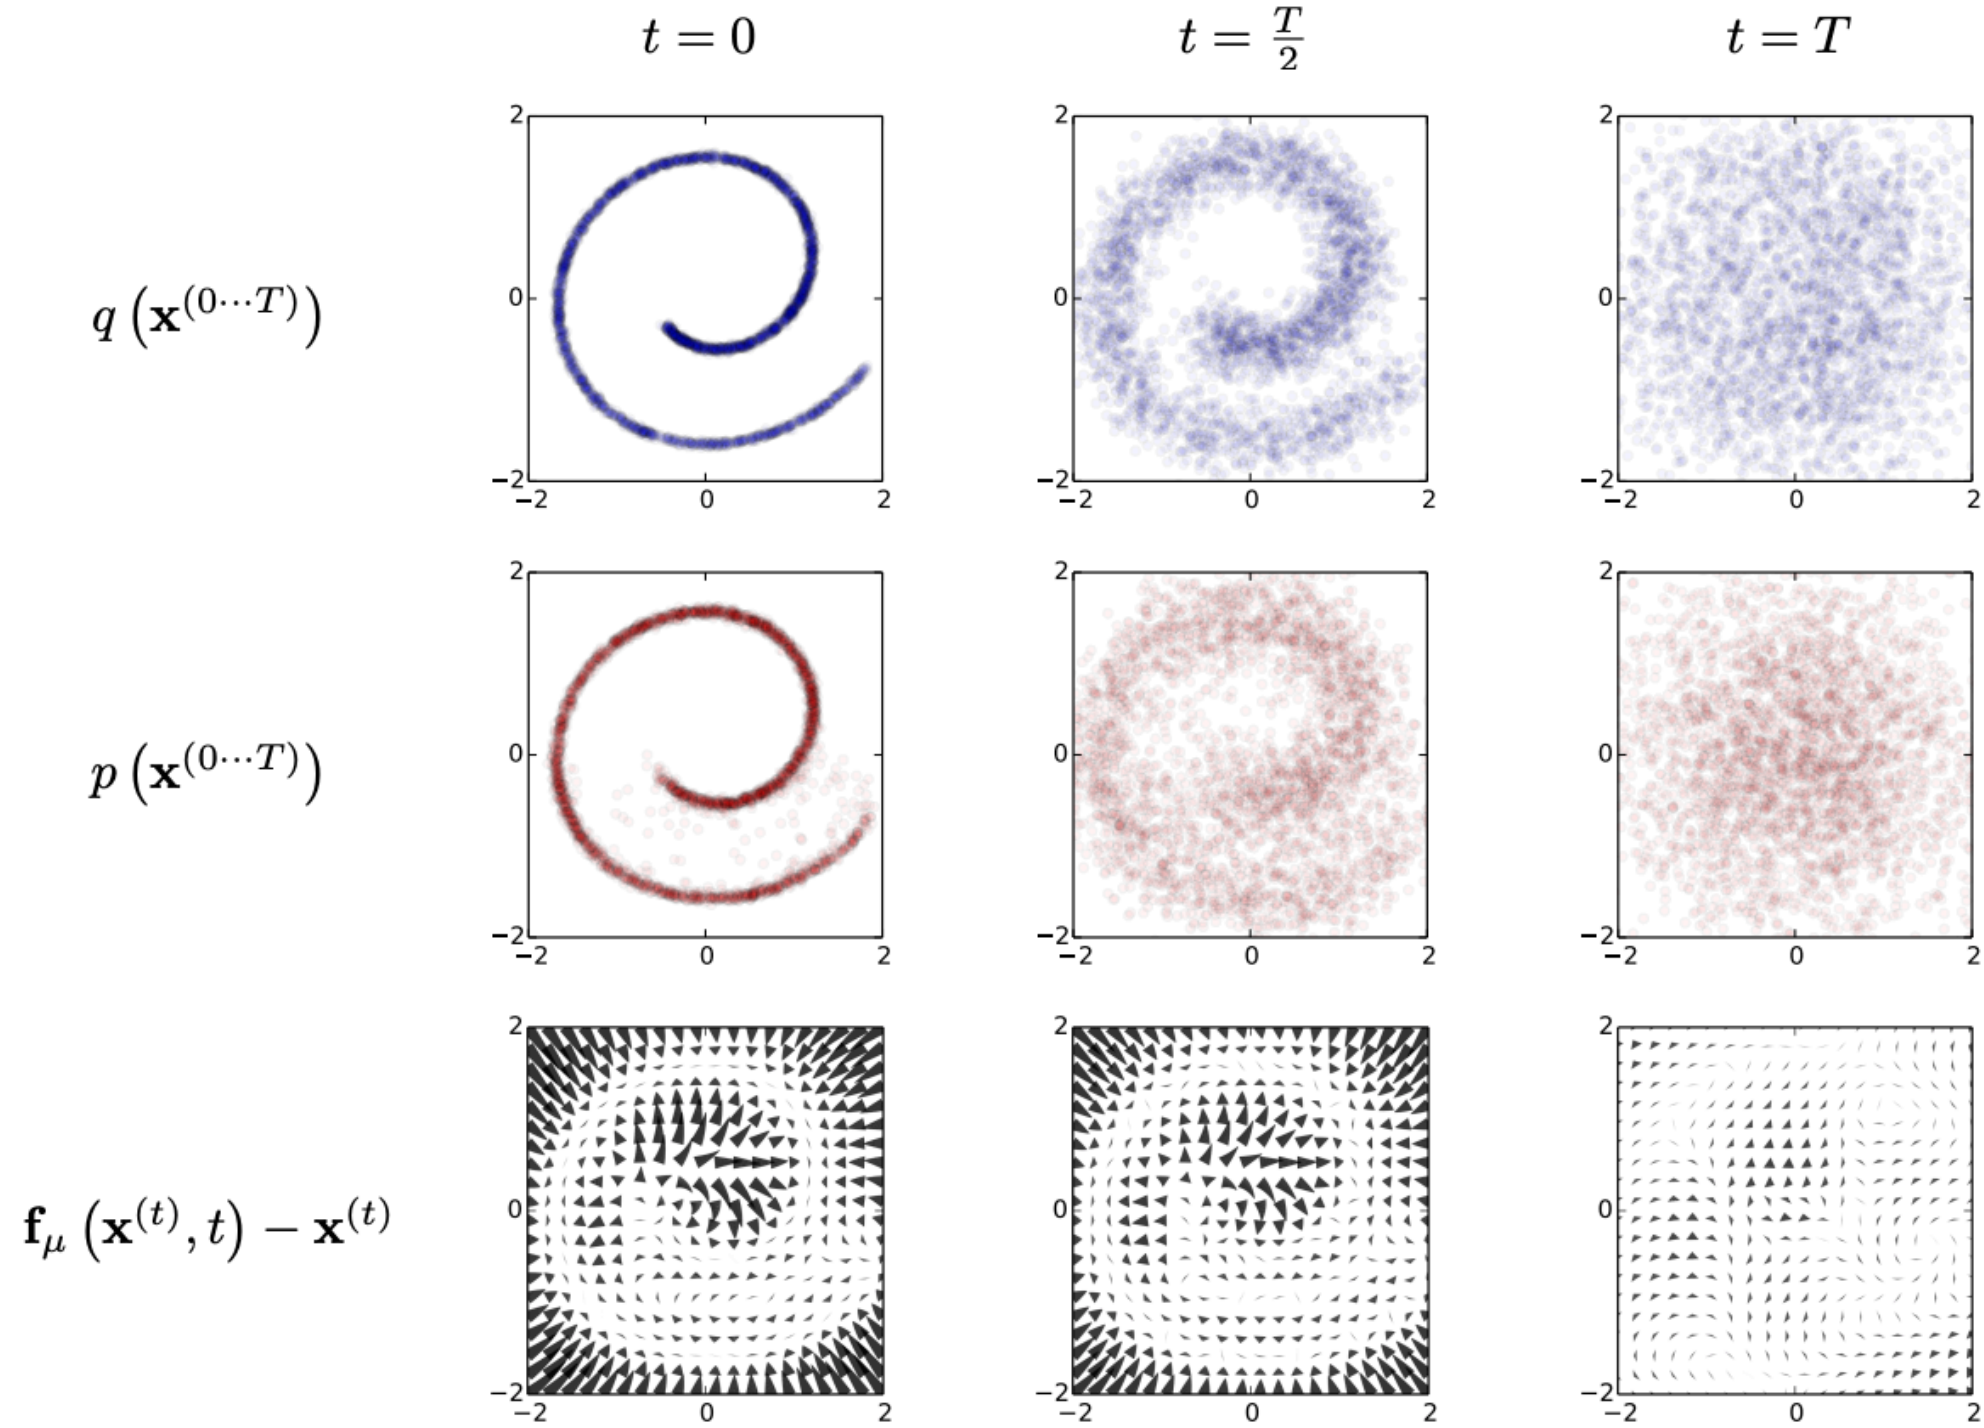 t = 0 t = T/2 t = T
2 2 2
q (x^(0···T)) 0 0 0
−2 −2 −2
−2 0 2 −2 0 2 −2 0 2
2 2 2
p (x^(0···T)) 0 0 0
−2 −2 −2
−2 0 2 −2 0 2 −2 0 2
2 2 2
f_μ (x^(t), t) − x^(t) 0 0 0
−2 −2 −2
−2 0 2 −2 0 2 −2 0 2